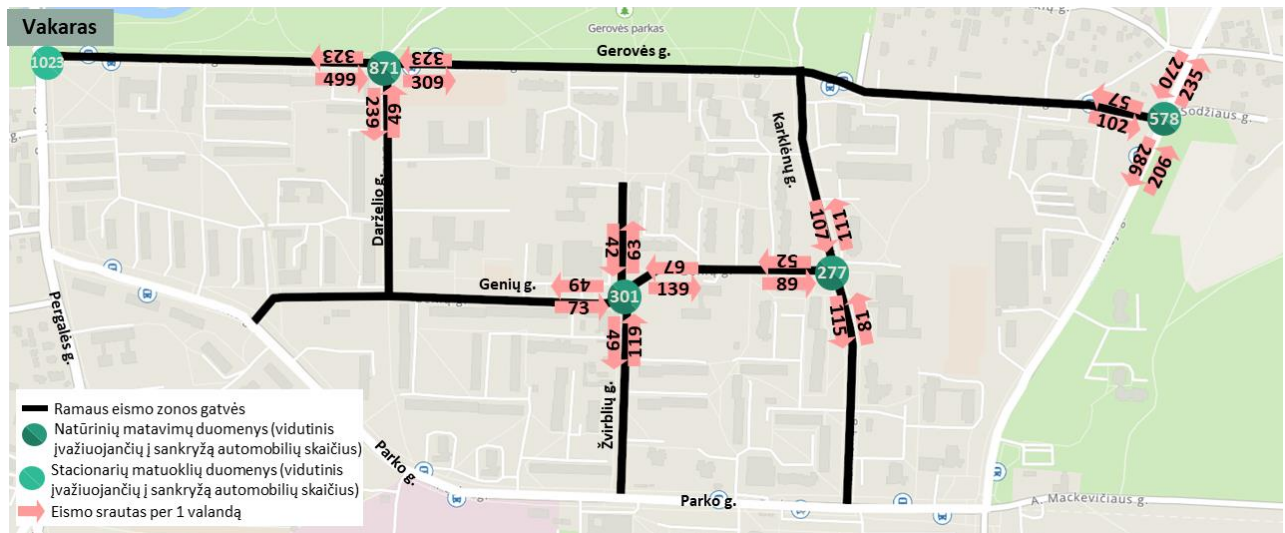 Vakaras
1023
323
499
871
323
309
239
49
Gerovės parkas
Gerovės g.
270
235
57
102
578
Sodžiaus g.
286
206
Karklėnų g.
Darželio g.
107
111
42
63
67
139
52
89
277
Genių g.
49
73
301
49
119
115
81
Pergalės g.
Žvirblių g.
Parko g.
Parko g.
A. Mackevičiaus g.
Ramaus eismo zonos gatvės
Natūrinių matavimų duomenys (vidutinis
įvažiuojančių į sankryžą automobilių skaičius)
Stacionarių matuoklių duomenys (vidutinis
įvažiuojančių į sankryžą automobilių skaičius)
Eismo srautas per 1 valandą